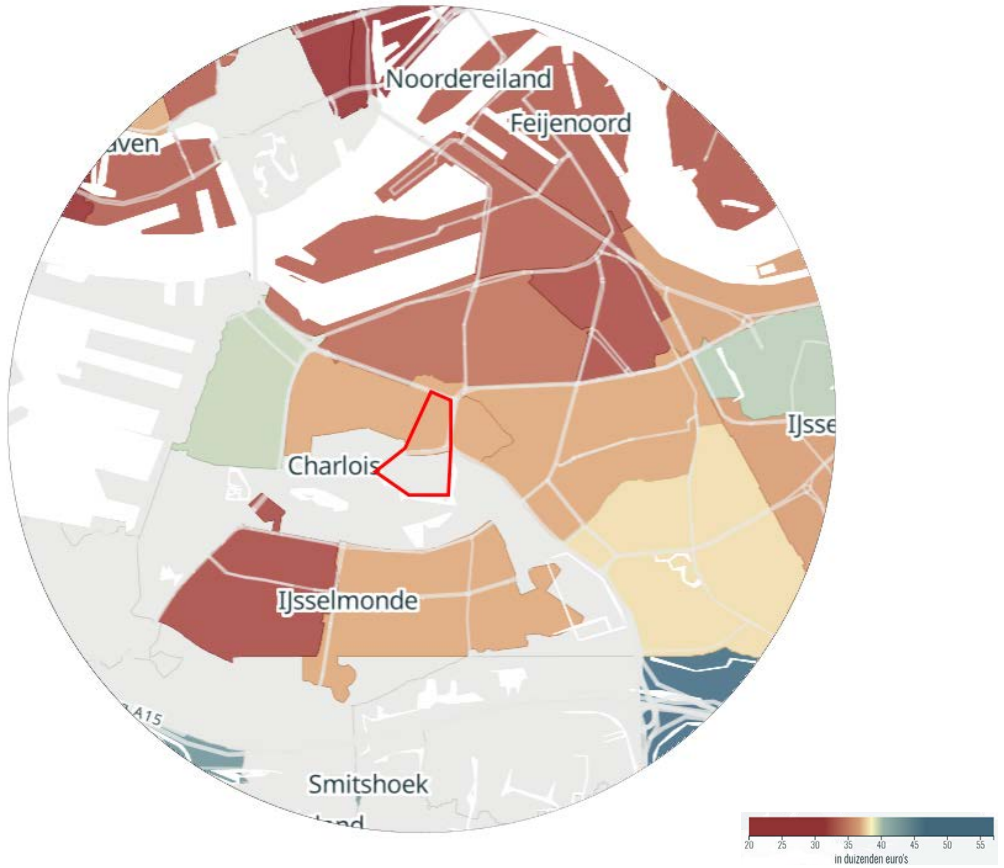 Noordereiland
Feijenoord
aven
IJsse
Charlois
IJsselmonde
A15
Smitshoek
land
20 25 30 35 40 45 50 55
in duizenden euro's